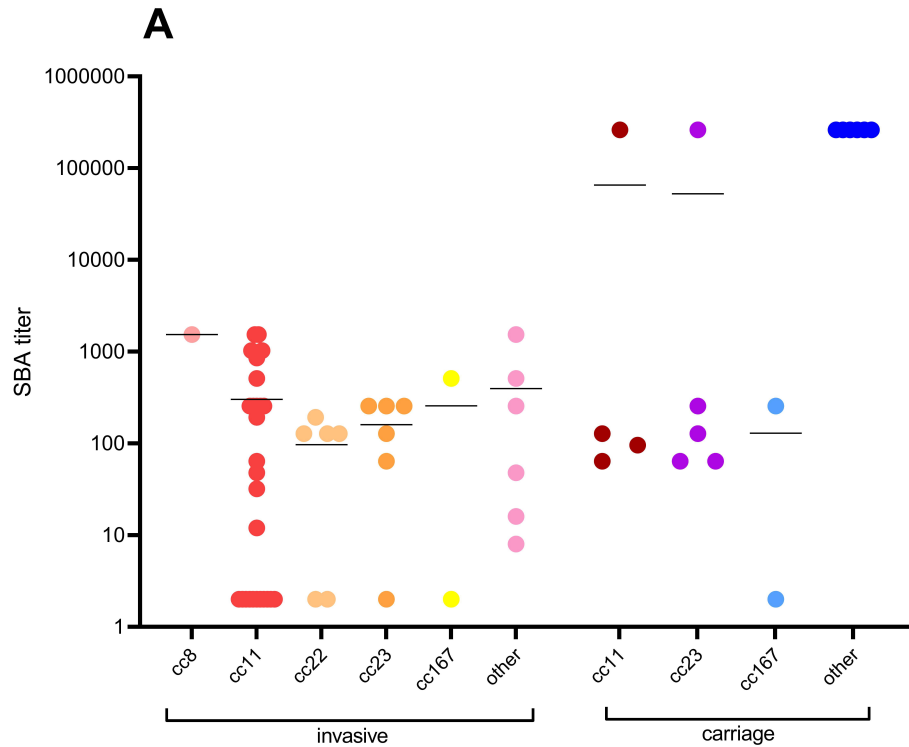 A
1000000
100000
10000
1000
100
10
1
SBA titer
cc8
cc11
cc22
cc23
cc167
other
cc11
cc23
cc167
other
invasive
carriage